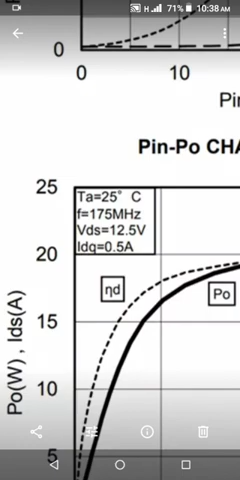 H 71% 10:38 AM
0
0 10
Pin
Pin-Po CHA
25
Ta=25° C
f=175MHz
Vds=12.5V
Idq=0.5A
20
ηd
Po
15
Po(W) , Ids(A)
10
5